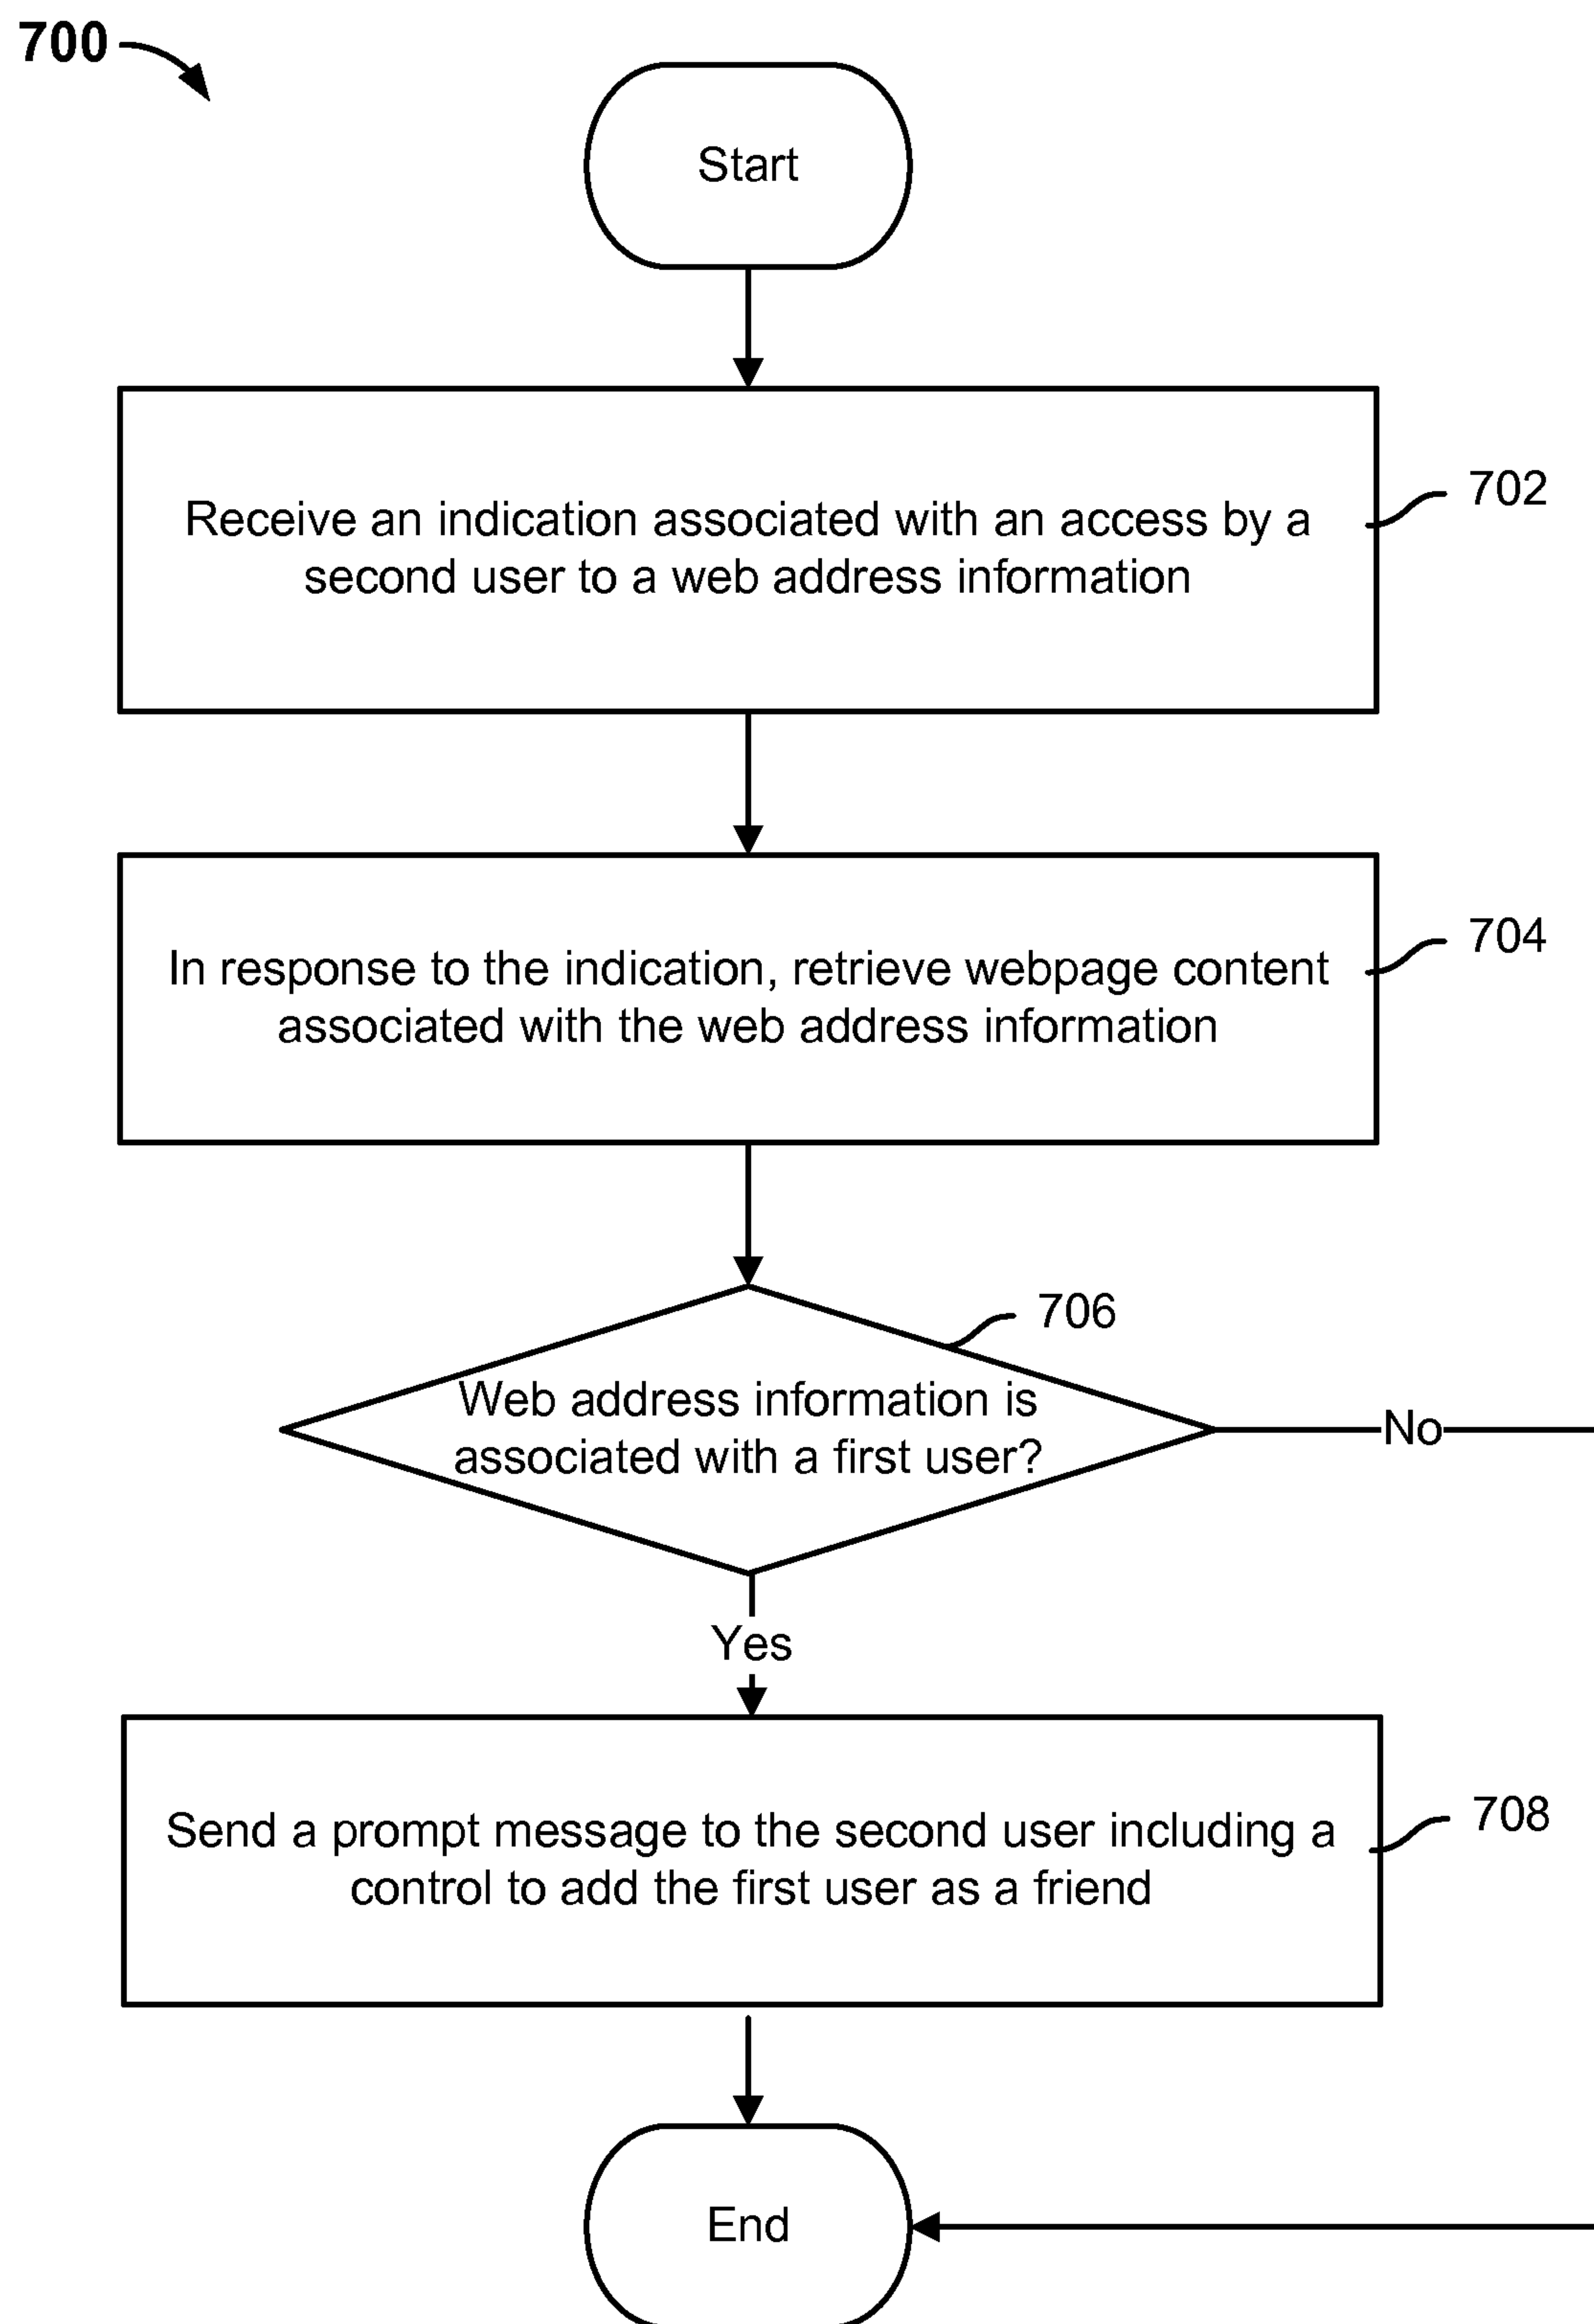 700
Start
Receive an indication associated with an access by a
second user to a web address information
702
In response to the indication, retrieve webpage content
associated with the web address information
704
706
Web address information is
associated with a first user?
No
Yes
Send a prompt message to the second user including a
control to add the first user as a friend
708
End